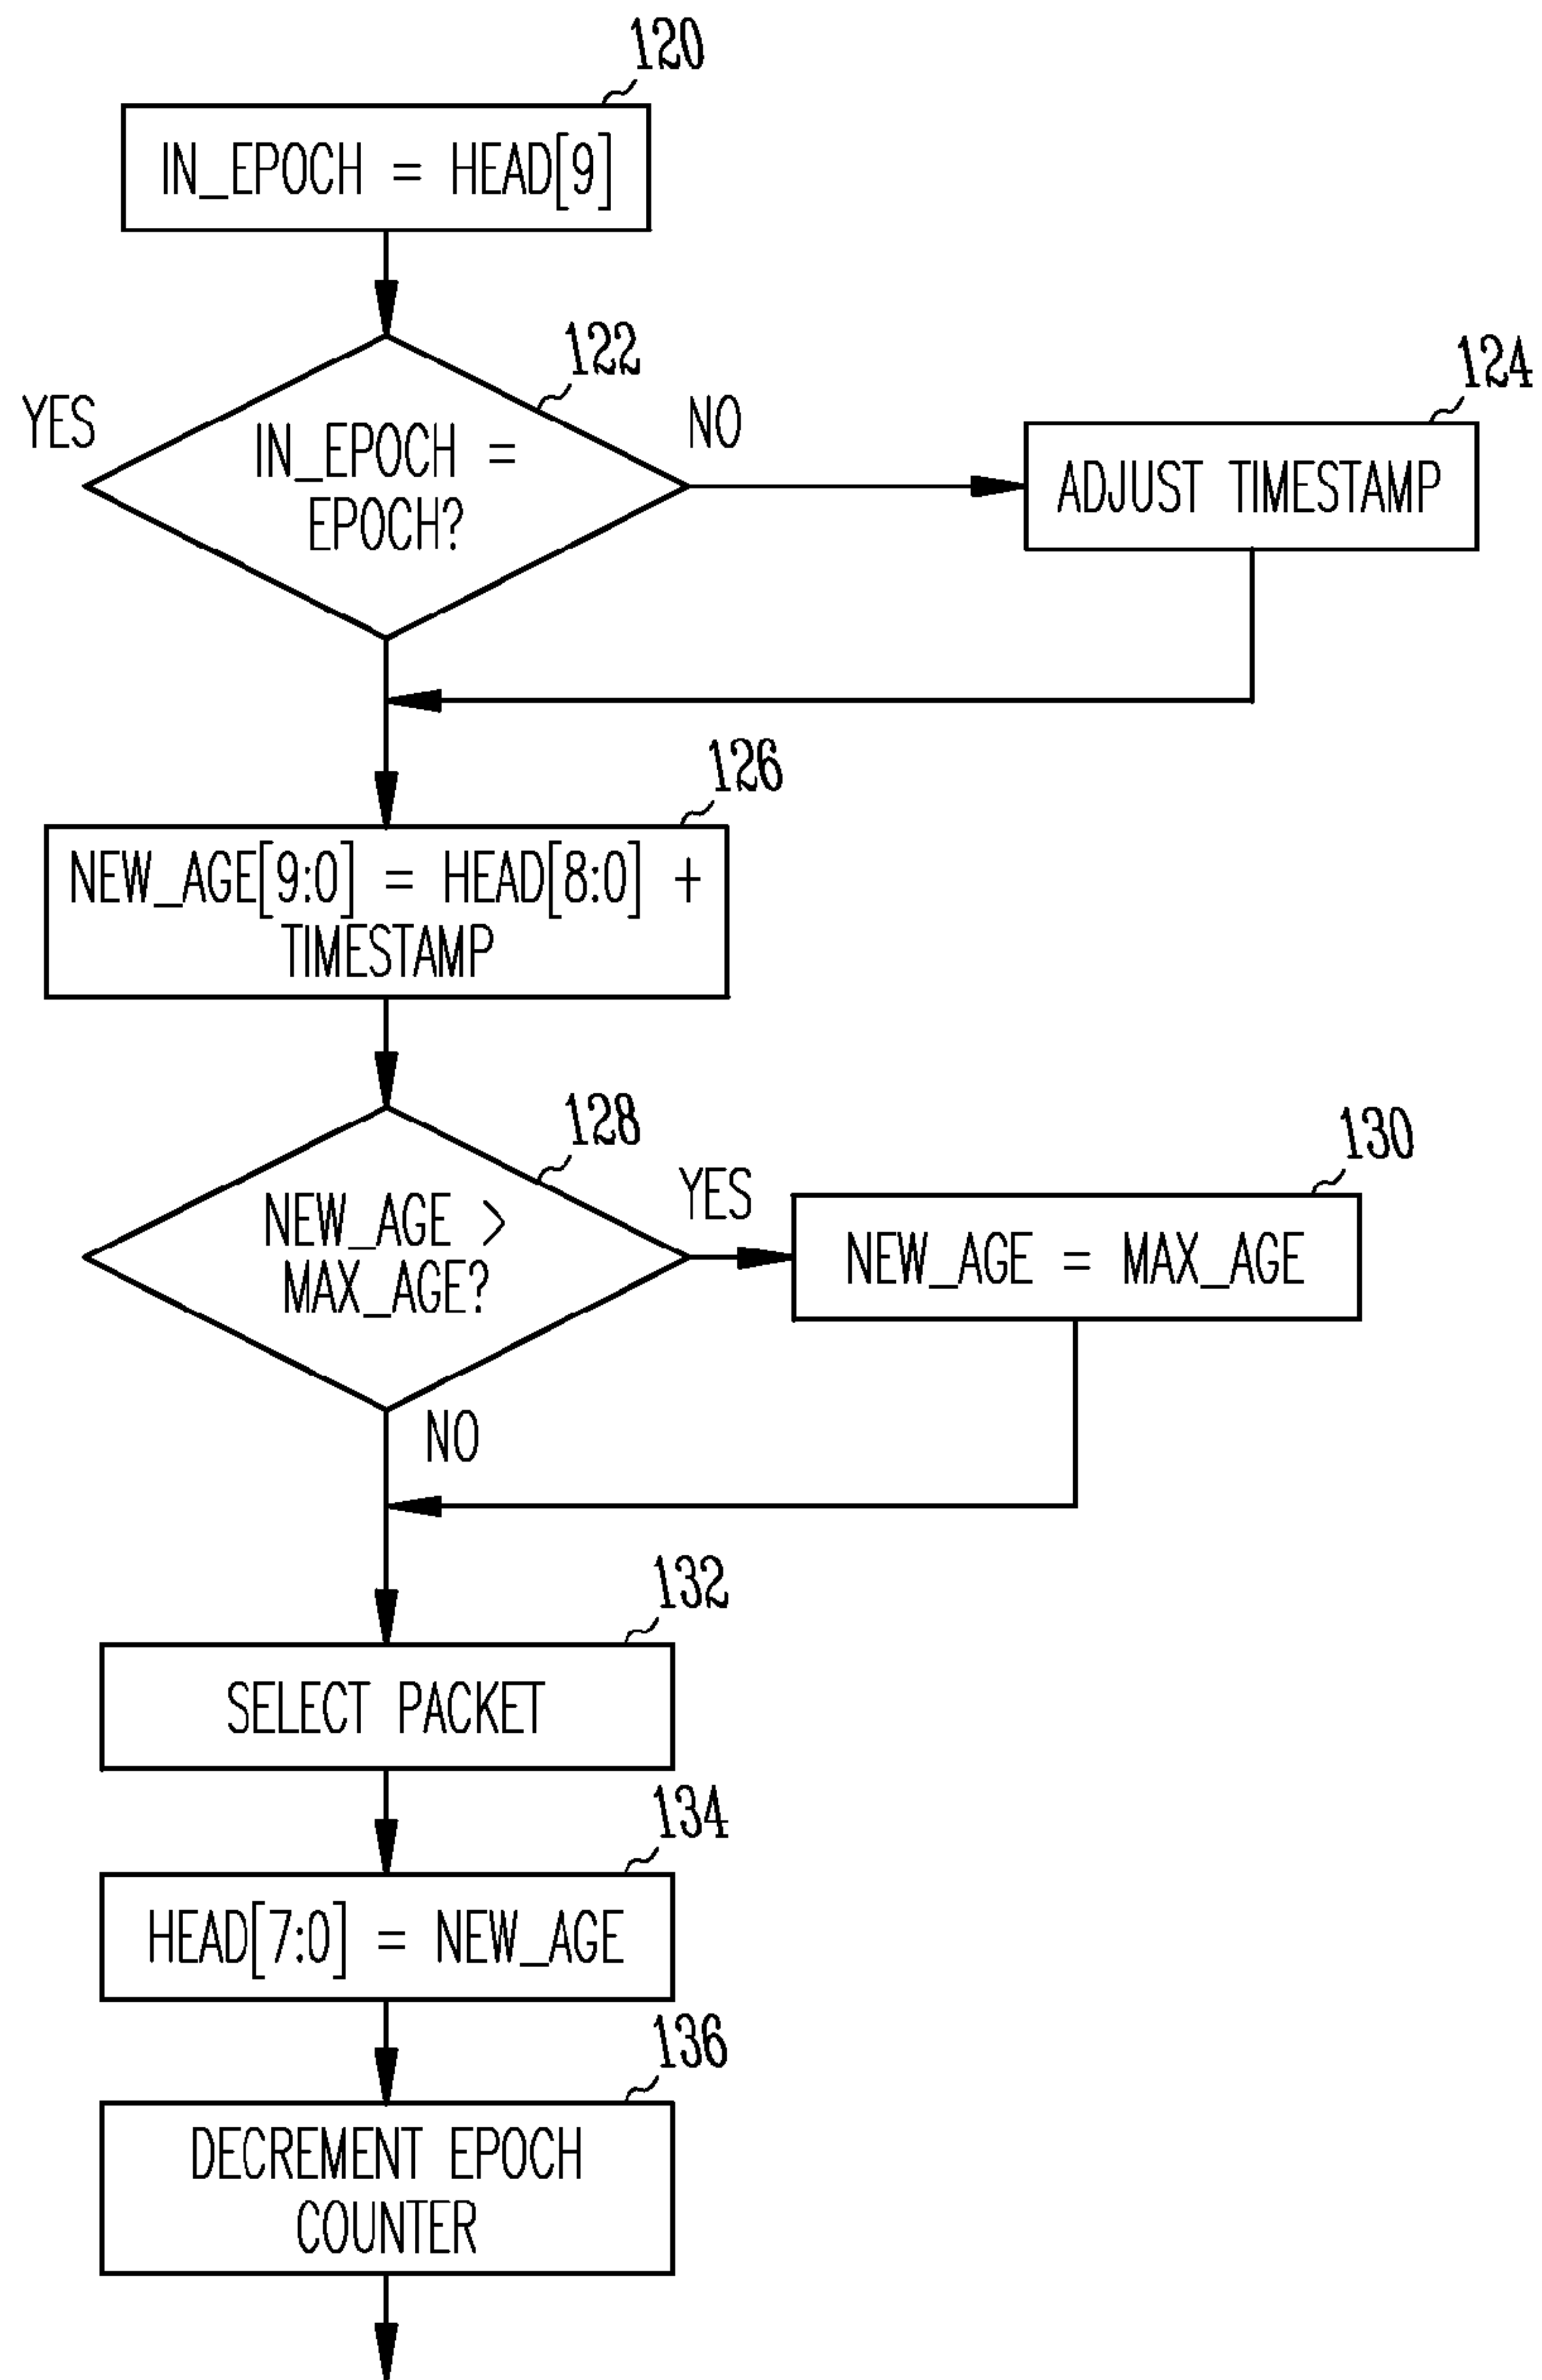 120
IN_EPOCH = HEAD[9]
122
YES
NO
IN_EPOCH =
EPOCH?
124
ADJUST TIMESTAMP
126
NEW_AGE[9:0] = HEAD[8:0] +
TIMESTAMP
128
YES
NEW_AGE >
MAX_AGE?
130
NEW_AGE = MAX_AGE
NO
132
SELECT PACKET
134
HEAD[7:0] = NEW_AGE
136
DECREMENT EPOCH
COUNTER